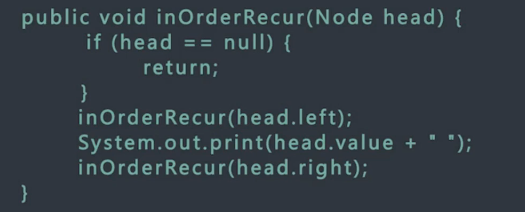 public void inOrderRecur(Node head) {
if (head == null) {
return;
}
inOrderRecur(head.left);
System.out.print(head.value + " ");
inOrderRecur(head.right);
}